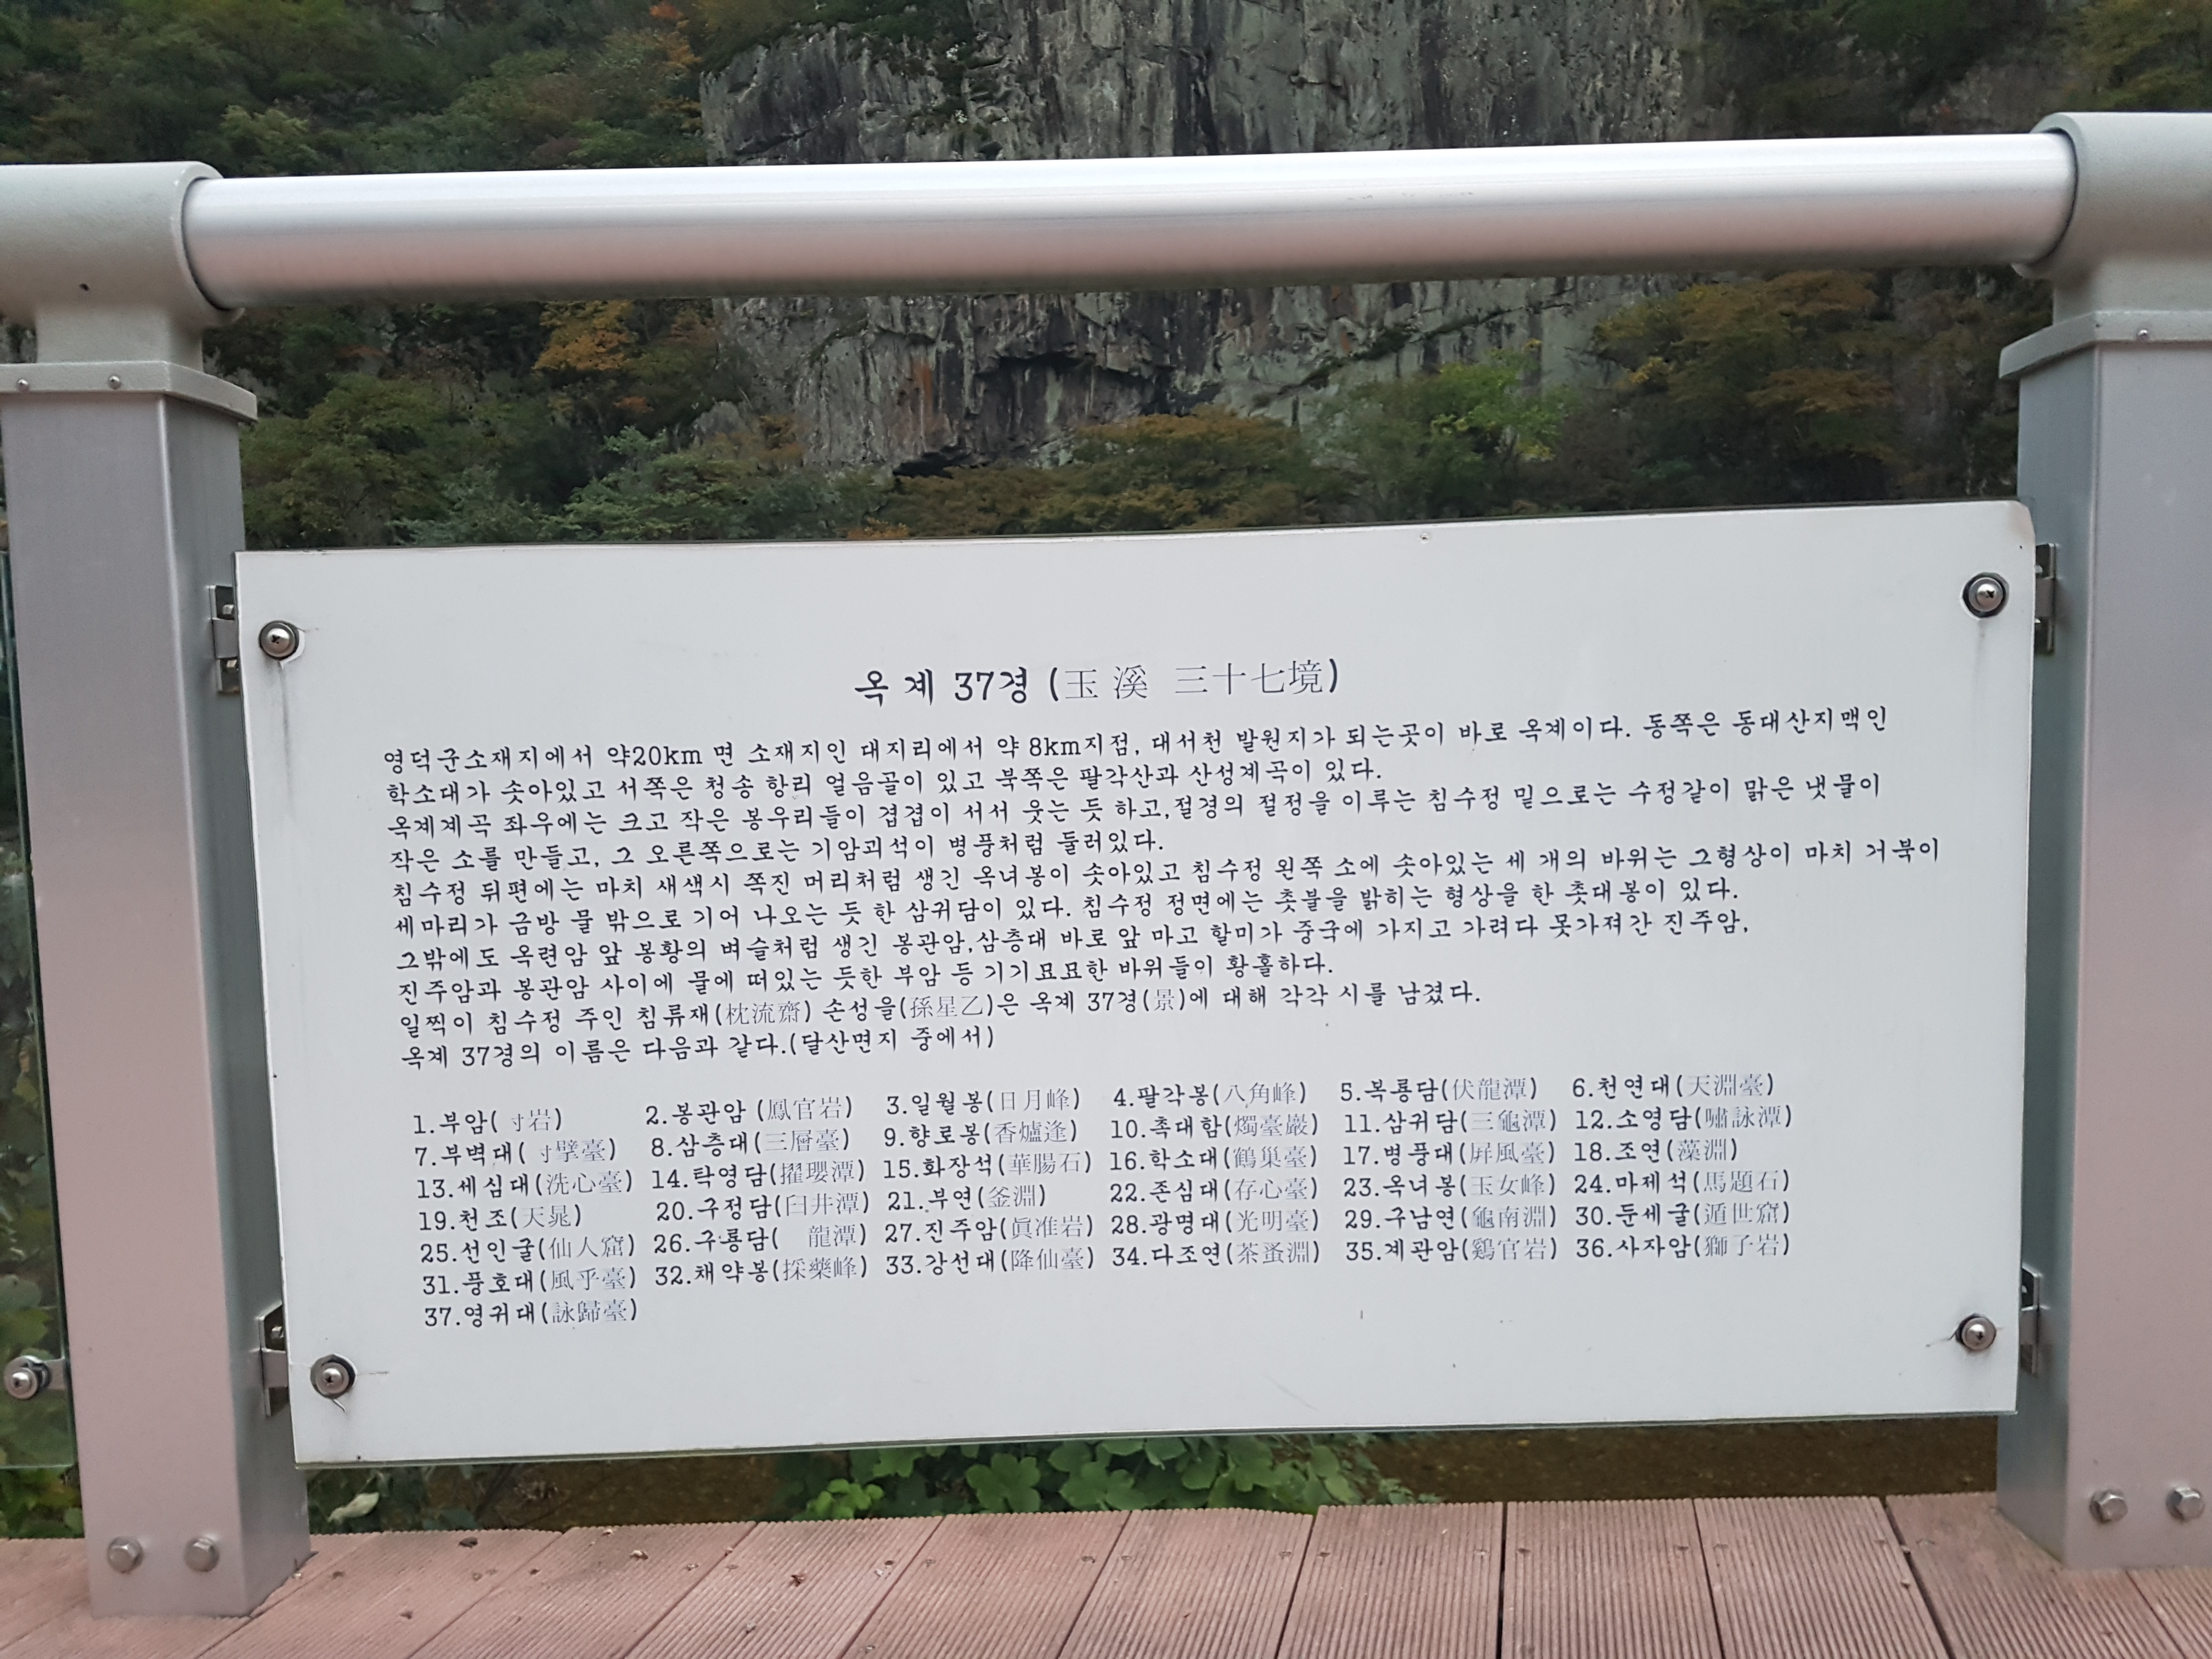 옥계 37경 (玉溪 三十七境)
영덕군소재지에서 약20km 면 소재지인 대지리에서 약 8km지점, 대서천 발원지가 되는곳이 바로 옥계이다. 동쪽은 동대산지맥인
학소대가 솟아있고 서쪽은 청송 항리 얼음골이 있고 북쪽은 팔각산과 산성계곡이 있다.
옥계계곡 좌우에는 크고 작은 봉우리들이 겹겹이 서서 웃는 듯 하고,절경의 절정을 이루는 침수정 밑으로는 수정같이 맑은 냇물이
작은 소를 만들고, 그 오른쪽으로는 기암괴석이 병풍처럼 둘러있다.
침수정 뒤편에는 마치 새색시 쪽진 머리처럼 생긴 옥녀봉이 솟아있고 침수정 왼쪽 소에 솟아있는 세 개의 바위는 그형상이 마치 거북이
세마리가 금방 물 밖으로 기어 나오는 듯 한 삼귀담이 있다. 침수정 정면에는 촛불을 밝히는 형상을 한 촛대봉이 있다.
그밖에도 옥련암 앞 봉황의 벼슬처럼 생긴 봉관암,삼층대 바로 앞 마고 할미가 중국에 가지고 가려다 못가져간 진주암,
진주암과 봉관암 사이에 물에 떠있는 듯한 부암 등 기기묘묘한 바위들이 황홀하다.
일찍이 침수정 주인 침류재(枕流齋) 손성을(孫星乙)은 옥계 37경(景)에 대해 각각 시를 남겼다.
옥계 37경의 이름은 다음과 같다.(달산면지 중에서)
1.부암(寸岩) 2.봉관암 (鳳官岩) 3.일월봉(日月峰) 4.팔각봉(八角峰) 5.복룡담(伏龍潭) 6.천연대(天淵臺)
7.부벽대(寸擘臺) 8.삼층대(三層臺) 9.향로봉(香爐逢) 10.촉대함(燭臺巖) 11.삼귀담(三龜潭) 12.소영담(嘯詠潭)
13.세심대(洗心臺) 14.탁영담(擢瓔潭) 15.화장석(華腸石) 16.학소대(鶴巢臺) 17.병풍대(屛風臺) 18.조연(藻淵)
19.천조(天晁) 20.구정담(臼井潭) 21.부연(釜淵) 22.존심대(存心臺) 23.옥녀봉(玉女峰) 24.마제석(馬題石)
25.선인굴(仙人窟) 26.구룡담( 龍潭) 27.진주암(眞准岩) 28.광명대(光明臺) 29.구남연(龜南淵) 30.둔세굴(遁世窟)
31.풍호대(風乎臺) 32.채약봉(採藥峰) 33.강선대(降仙臺) 34.다조연(茶蚤淵) 35.계관암(鷄官岩) 36.사자암(獅子岩)
37.영귀대(詠歸臺)